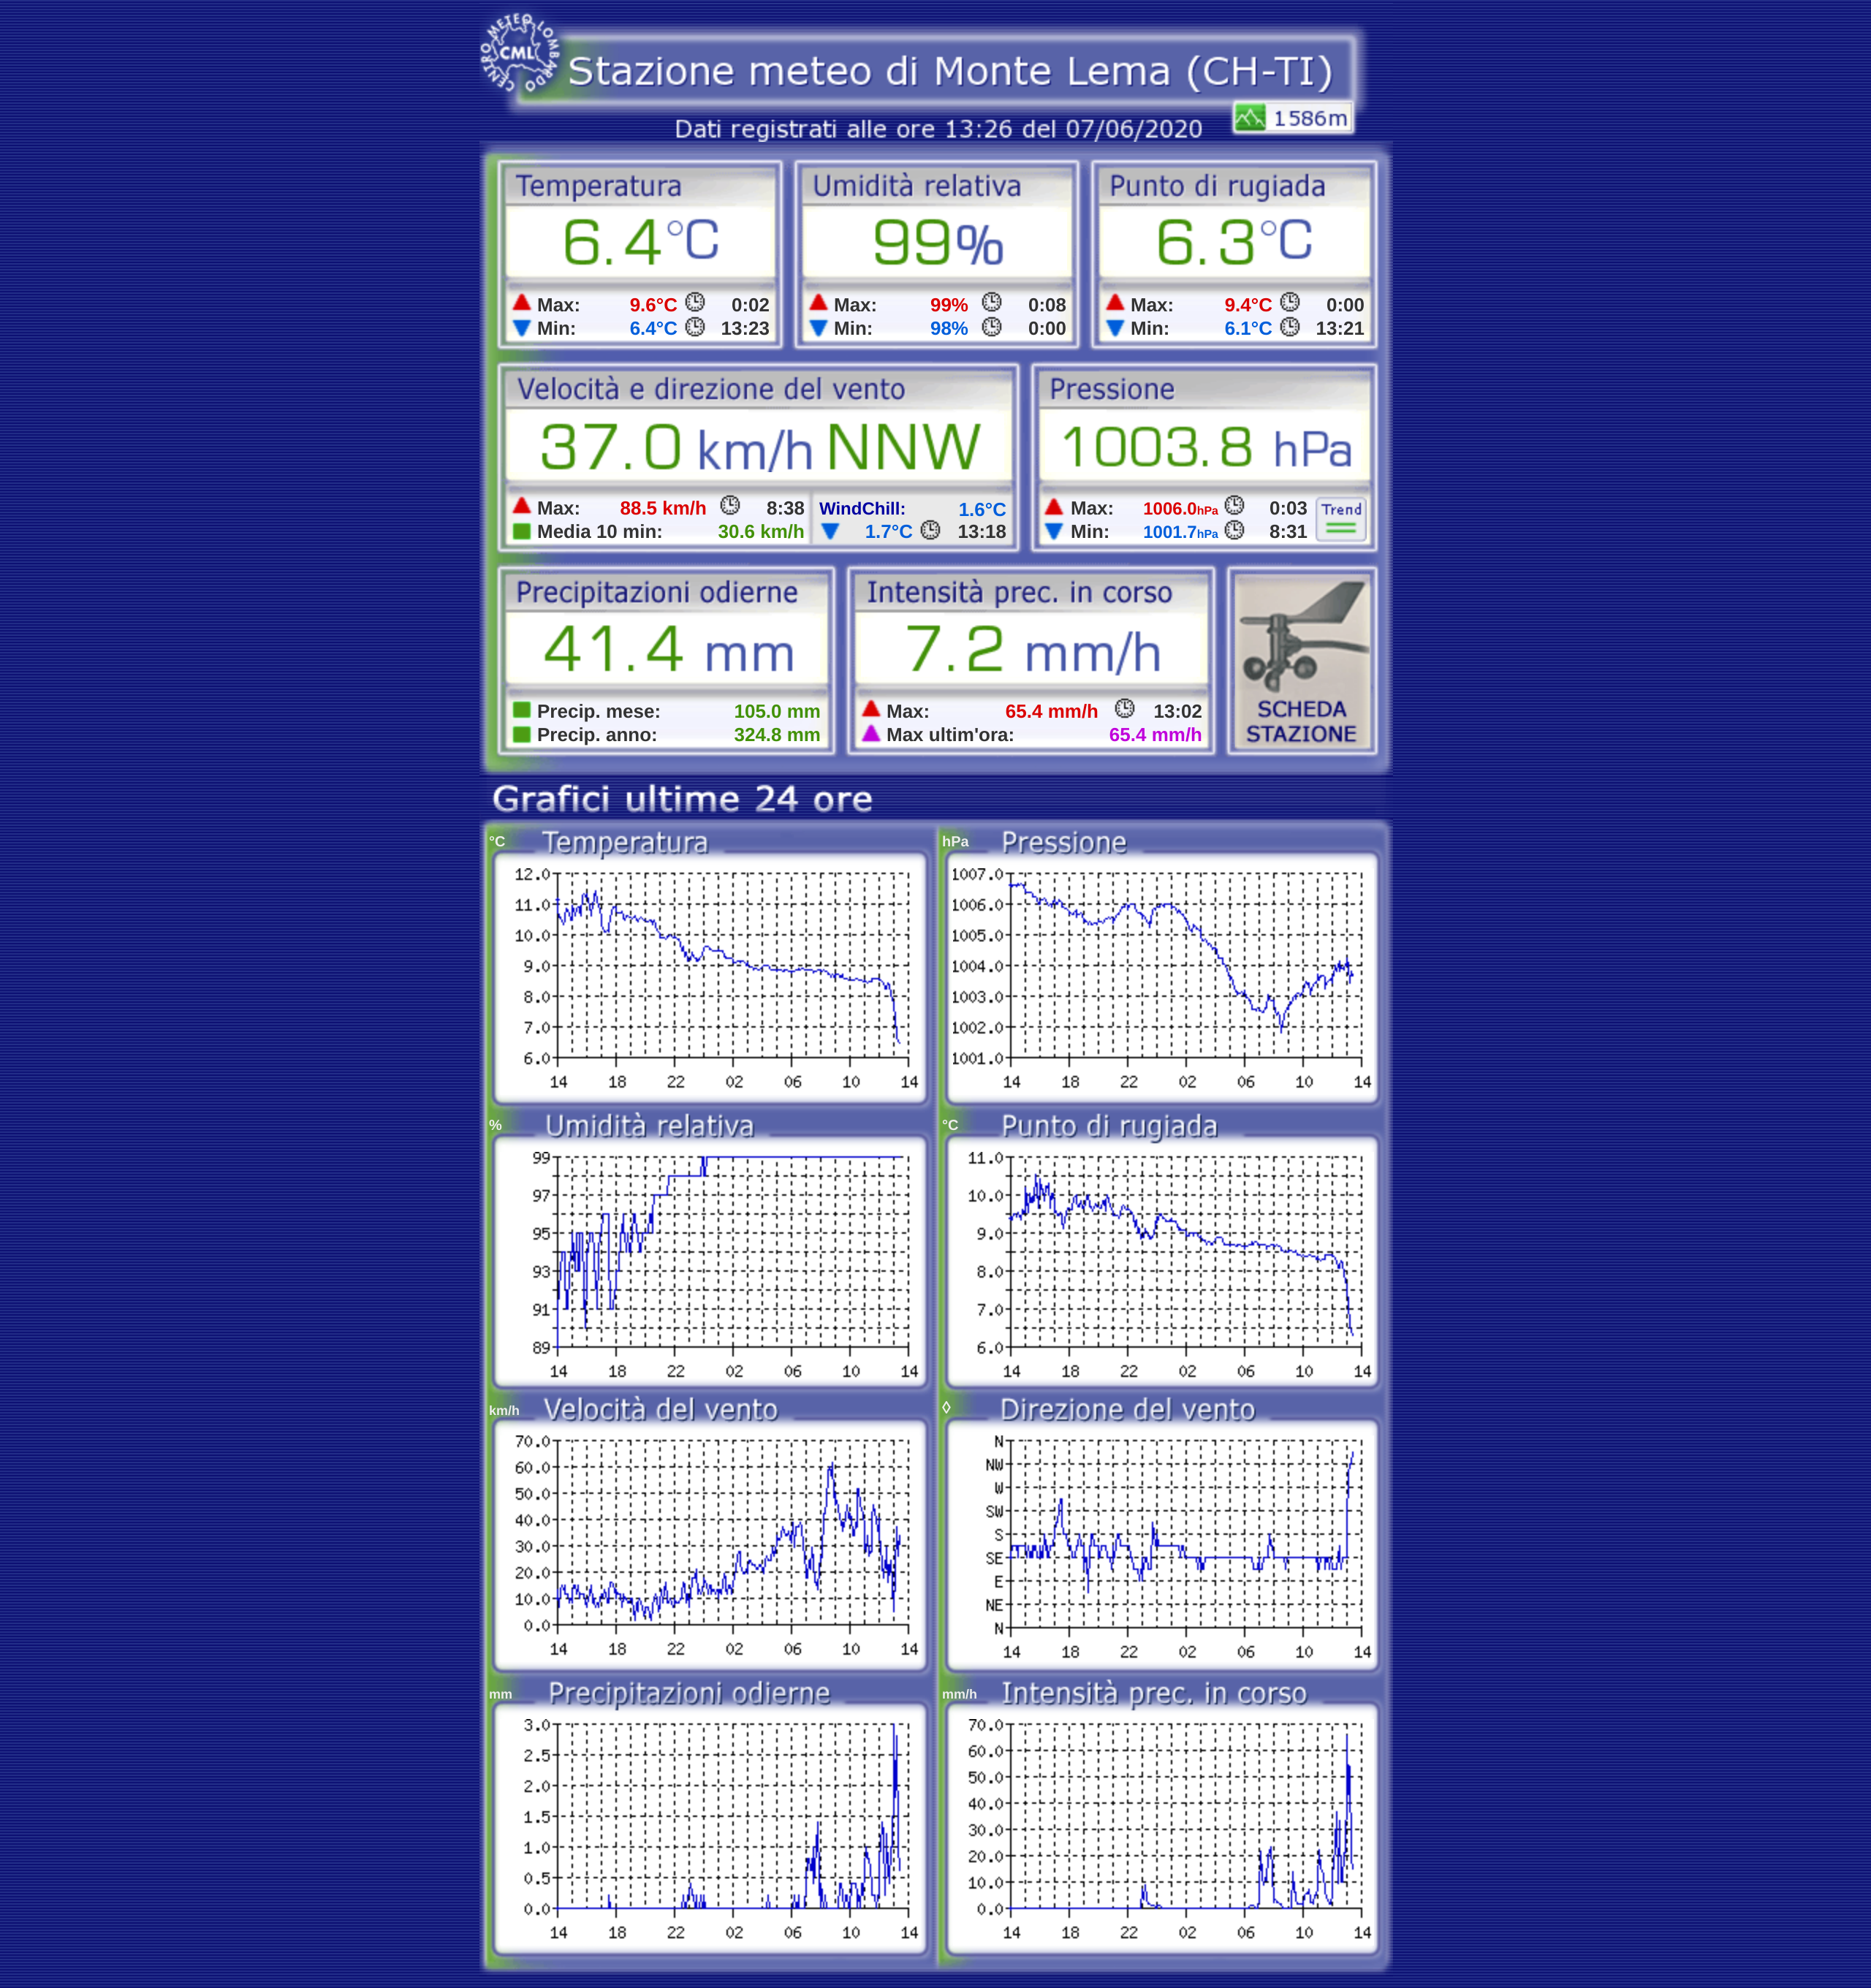 CENTRO METEO LOMBARDO
CML
Stazione meteo di Monte Lema (CH-TI)
1586m
Dati registrati alle ore 13:26 del 07/06/2020
Temperatura
6.4°C
Max: 9.6°C 0:02
Min: 6.4°C 13:23
Umidità relativa
99%
Max: 99% 0:08
Min: 98% 0:00
Punto di rugiada
6.3°C
Max: 9.4°C 0:00
Min: 6.1°C 13:21
Velocità e direzione del vento
37.0 km/h NNW
Max: 88.5 km/h 8:38
Media 10 min: 30.6 km/h
WindChill: 1.6°C
1.7°C 13:18
Pressione
1003.8 hPa
Max: 1006.0hPa 0:03
Min: 1001.7hPa 8:31
Trend
Precipitazioni odierne
41.4 mm
Precip. mese: 105.0 mm
Precip. anno: 324.8 mm
Intensità prec. in corso
7.2 mm/h
Max: 65.4 mm/h 13:02
Max ultim'ora: 65.4 mm/h
SCHEDA
STAZIONE
Grafici ultime 24 ore
°C Temperatura
12.0
11.0
10.0
9.0
8.0
7.0
6.0
14 18 22 02 06 10 14
hPa Pressione
1007.0
1006.0
1005.0
1004.0
1003.0
1002.0
1001.0
14 18 22 02 06 10 14
% Umidità relativa
99
97
95
93
91
89
14 18 22 02 06 10 14
°C Punto di rugiada
11.0
10.0
9.0
8.0
7.0
6.0
14 18 22 02 06 10 14
km/h Velocità del vento
70.0
60.0
50.0
40.0
30.0
20.0
10.0
0.0
14 18 22 02 06 10 14
◊ Direzione del vento
N
NW
W
SW
S
SE
E
NE
N
14 18 22 02 06 10 14
mm Precipitazioni odierne
3.0
2.5
2.0
1.5
1.0
0.5
0.0
14 18 22 02 06 10 14
mm/h Intensità prec. in corso
70.0
60.0
50.0
40.0
30.0
20.0
10.0
0.0
14 18 22 02 06 10 14